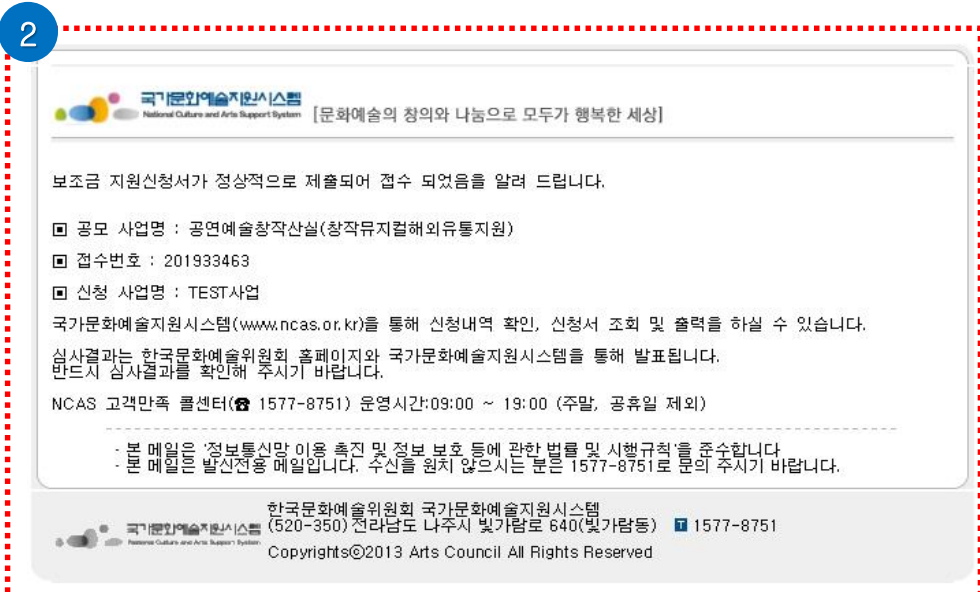 2
국가문화예술지원시스템
National Culture and Arts Support System
[문화예술의 창의와 나눔으로 모두가 행복한 세상]
보조금 지원신청서가 정상적으로 제출되어 접수 되었음을 알려 드립니다.
▣ 공모 사업명 : 공연예술창작산실(창작뮤지컬해외유통지원)
▣ 접수번호 : 201933463
▣ 신청 사업명 : TEST사업
국가문화예술지원시스템(www.ncas.or.kr)을 통해 신청내역 확인, 신청서 조회 및 출력을 하실 수 있습니다.
심사결과는 한국문화예술위원회 홈페이지와 국가문화예술지원시스템을 통해 발표됩니다.
반드시 심사결과를 확인해 주시기 바랍니다.
NCAS 고객만족 콜센터(☎ 1577-8751) 운영시간:09:00 ~ 19:00 (주말, 공휴일 제외)
- 본 메일은 '정보통신망 이용 촉진 및 정보 보호 등에 관한 법률 및 시행규칙'을 준수합니다
- 본 메일은 발신전용 메일입니다. 수신을 원치 않으시는 분은 1577-8751로 문의 주시기 바랍니다.
국가문화예술지원시스템
National Culture and Arts Support System
한국문화예술위원회 국가문화예술지원시스템
(520-350) 전라남도 나주시 빛가람로 640(빛가람동) T 1577-8751
Copyrightsⓒ2013 Arts Council All Rights Reserved